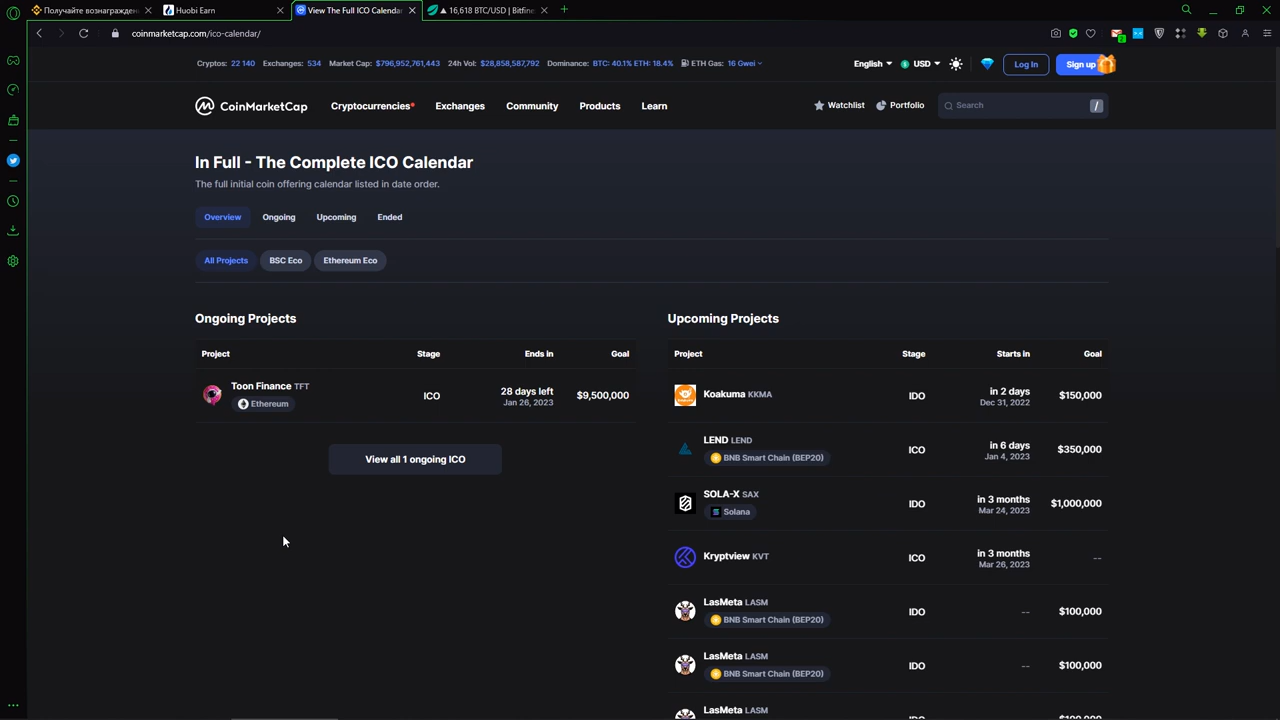 Получайте вознагражден
Huobi Earn
View The Full ICO Calendar
▲ 16,618 BTC/USD | Bitfine
coinmarketcap.com/ico-calendar/
2
Cryptos: 22 140 Exchanges: 534 Market Cap: $796,952,761,443 24h Vol: $28,858,587,792 Dominance: BTC: 40.1% ETH: 18.4% ETH Gas: 16 Gwei
English USD Log In Sign up
CoinMarketCap Cryptocurrencies Exchanges Community Products Learn
Watchlist Portfolio Search /
In Full - The Complete ICO Calendar
The full initial coin offering calendar listed in date order.
Overview Ongoing Upcoming Ended
All Projects BSC Eco Ethereum Eco
Ongoing Projects
Project Stage Ends in Goal
Toon Finance TFT
Ethereum
ICO
28 days left
Jan 26, 2023
$9,500,000
View all 1 ongoing ICO
Upcoming Projects
Project Stage Starts in Goal
Koakuma KKMA
IDO
in 2 days
Dec 31, 2022
$150,000
LEND LEND
BNB Smart Chain (BEP20)
ICO
in 6 days
Jan 4, 2023
$350,000
SOLA-X SAX
Solana
IDO
in 3 months
Mar 24, 2023
$1,000,000
Kryptview KVT
ICO
in 3 months
Mar 26, 2023
--
LasMeta LASM
BNB Smart Chain (BEP20)
IDO
--
$100,000
LasMeta LASM
BNB Smart Chain (BEP20)
IDO
--
$100,000
LasMeta LASM